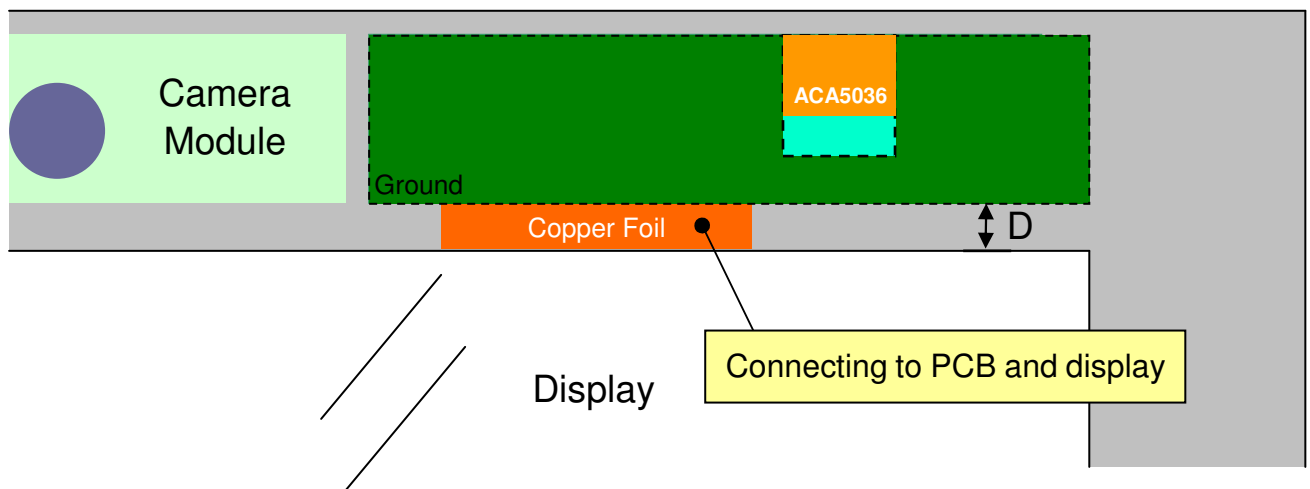 Camera
Module
ACA5036
Ground
Copper Foil
D
Connecting to PCB and display
Display